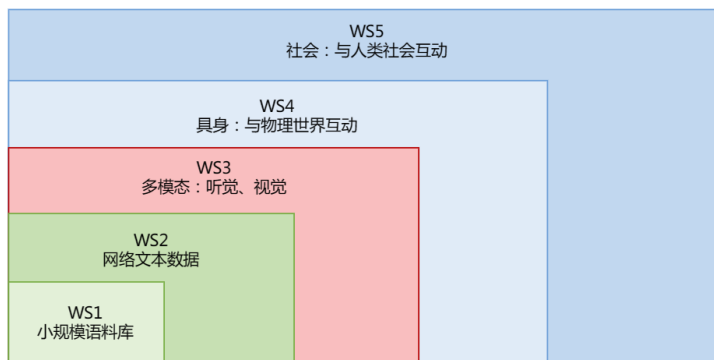 WS5
社会：与人类社会互动
WS4
具身：与物理世界互动
WS3
多模态：听觉、视觉
WS2
网络文本数据
WS1
小规模语料库